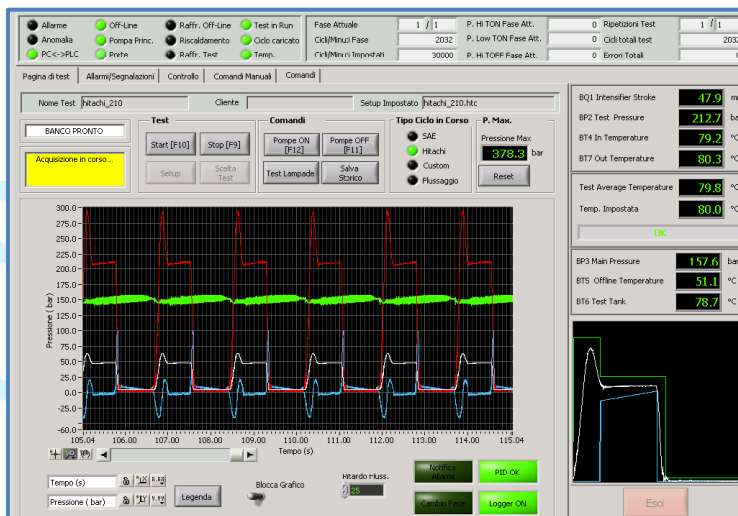 Allarme Off-Line Raffr. Off-Line Test in Run Fase Attuale 1 / 1 P. Hi TON Fase Att. 0 Ripetizioni Test 1 / 1
Anomalia Pompa Princ. Riscaldamento Ciclo caricato Cicli/Minuti Fase 2032 P. Low TON Fase Att. 0 Cicli totali test 2032
PC<->PLC Porte Raffr. Test Temp. Cicli/Minuti Impostati 30000 P. Hi TOFF Fase Att. 0 Errori Totali
Pagina di test Allarmi/Segnalazioni Controllo Comandi Manuali Comandi
Nome Test hitachi_210 Cliente Setup Impostato hitachi_210.htc
BANCO PRONTO
Acquisizione in corso...
Test
Start [F10] Stop [F9]
Setup Scelta Test
Comandi
Pompe ON [F12] Pompe OFF [F11]
Test Lampade Salva Storico
Tipo Ciclo in Corso
SAE
Hitachi
Custom
Flussaggio
P. Max.
Pressione Max
378.3 bar
Reset
BQ1 Intensifier Stroke 47.9
BP2 Test Pressure 212.7
BT4 In Temperature 79.2 °C
BT7 Out Temperature 80.3 °C
Test Average Temperature 79.8 °C
Temp. Impostata 80.0 °C
OK
BP3 Main Pressure 157.6 bar
BT5 Offline Temperature 51.1 °C
BT6 Test Tank 78.7 °C
300.0
275.0
250.0
225.0
200.0
175.0
150.0
125.0
100.0
75.0
50.0
25.0
0.0
-25.0
-60.0
Pressione ( bar)
105.04 106.00 107.00 108.00 109.00 110.00 111.00 112.00 113.00 114.00 115.04
Tempo (s)
Tempo (s)
Pressione ( bar)
Legenda
Blocca Grafico
Ritardo Fluss.
25
Notifica Allarmi
PID OK
Cambio Fase
Logger ON
Esci